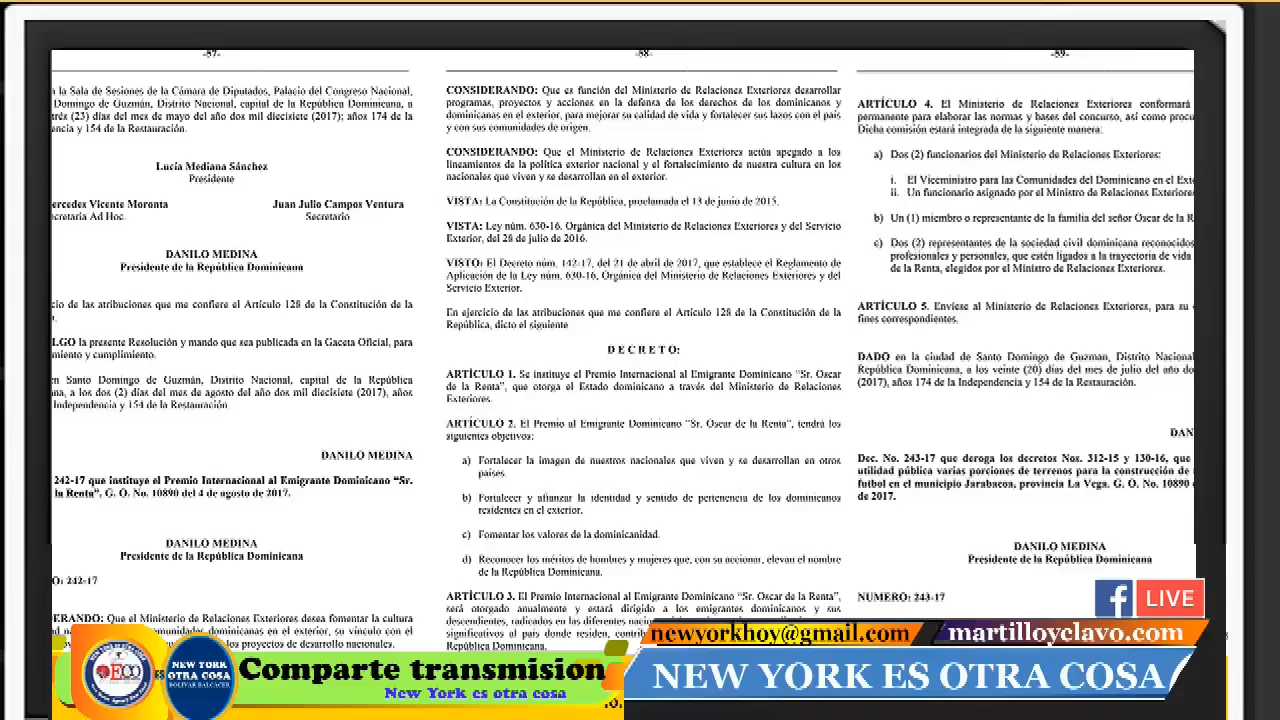 -57-
a la Sala de Sesiones de la Cámara de Diputados, Palacio del Congreso Nacional,
Domingo de Guzmán, Distrito Nacional, capital de la República Dominicana, a
trés (23) días del mes de mayo del año dos mil diecisiete (2017); años 174 de la
encia y 154 de la Restauración.
Lucía Mediana Sánchez
Presidente
ercedes Vicente Moronta
Juan Julio Campos Ventura
ecretaria Ad Hoc.
Secretario
DANILO MEDINA
Presidente de la República Dominicana
cio de las atribuciones que me confiere el Artículo 128 de la Constitución de la
LGO la presente Resolución y mando que sea publicada en la Gaceta Oficial, para
miento y cumplimiento.
en Santo Domingo de Guzmán, Distrito Nacional, capital de la República
na, a los dos (2) días del mes de agosto del año dos mil diecisiete (2017), años
Independencia y 154 de la Restauración
DANILO MEDINA
242-17 que instituye el Premio Internacional al Emigrante Dominicano “Sr.
la Renta”, G. O. No. 10890 del 4 de agosto de 2017.
DANILO MEDINA
Presidente de la República Dominicana
O: 242-17
ERANDO: Que el Ministerio de Relaciones Exteriores desea fomentar la cultura
comunidades dominicanas en el exterior, su vínculo con el
los proyectos de desarrollo nacionales.
-58-
CONSIDERANDO: Que es función del Ministerio de Relaciones Exteriores desarrollar
programas, proyectos y acciones en la defensa de los derechos de los dominicanos y
dominicanas en el exterior, para mejorar su calidad de vida y fortalecer sus lazos con el país
y con sus comunidades de origen.
CONSIDERANDO: Que el Ministerio de Relaciones Exteriores actúa apegado a los
lineamientos de la política exterior nacional y el fortalecimiento de nuestra cultura en los
nacionales que viven y se desarrollan en el exterior.
VISTA: La Constitución de la República, proclamada el 13 de junio de 2015.
VISTA: Ley núm. 630-16, Orgánica del Ministerio de Relaciones Exteriores y del Servicio
Exterior, del 28 de julio de 2016.
VISTO: El Decreto núm. 142-17, del 21 de abril de 2017, que establece el Reglamento de
Aplicación de la Ley núm. 630-16, Orgánica del Ministerio de Relaciones Exteriores y del
Servicio Exterior.
En ejercicio de las atribuciones que me confiere el Artículo 128 de la Constitución de la
República, dicto el siguiente
D E C R E T O:
ARTÍCULO 1. Se instituye el Premio Internacional al Emigrante Dominicano “Sr. Oscar
de la Renta”, que otorga el Estado dominicano a través del Ministerio de Relaciones
Exteriores.
ARTÍCULO 2. El Premio al Emigrante Dominicano “Sr. Oscar de la Renta”, tendrá los
siguientes objetivos:
a) Fortalecer la imagen de nuestros nacionales que viven y se desarrollan en otros
países.
b) Fortalecer y afianzar la identidad y sentido de pertenencia de los dominicanos
residentes en el exterior.
c) Fomentar los valores de la dominicanidad.
d) Reconocer los méritos de hombres y mujeres que, con su accionar, elevan el nombre
de la República Dominicana.
ARTÍCULO 3. El Premio Internacional al Emigrante Dominicano “Sr. Oscar de la Renta”,
será otorgado anualmente y estará dirigido a los emigrantes dominicanos y sus
descendientes, radicados en las diferentes
significativos al país donde residen,
República Dominicana.
-59-
ARTÍCULO 4. El Ministerio de Relaciones Exteriores conformará
permanente para elaborar las normas y bases del concurso, así como procu
Dicha comisión estará integrada de la siguiente manera:
a) Dos (2) funcionarios del Ministerio de Relaciones Exteriores:
i. El Viceministro para las Comunidades del Dominicano en el Exte
ii. Un funcionario asignado por el Ministro de Relaciones Exteriores
b) Un (1) miembro o representante de la familia del señor Oscar de la R
c) Dos (2) representantes de la sociedad civil dominicana reconocidos
profesionales y personales, que estén ligados a la trayectoria de vida
de la Renta, elegidos por el Ministro de Relaciones Exteriores.
ARTÍCULO 5. Envíese al Ministerio de Relaciones Exteriores, para su
fines correspondientes.
DADO en la ciudad de Santo Domingo de Guzman, Distrito Nacional
República Dominicana, a los veinte (20) días del mes de julio del año do
(2017), años 174 de la Independencia y 154 de la Restauración.
DAN
Dec. No. 243-17 que deroga los decretos Nos. 312-15 y 130-16, que
utilidad pública varias porciones de terrenos para la construcción de
futbol en el municipio Jarabacoa, provincia La Vega. G. O. No. 10890
de 2017.
DANILO MEDINA
Presidente de la República Dominicana
NUMERO: 243-17
f LIVE
newyorkhoy@gmail.com
martilloyclavo.com
NEW YORK ES OTRA COSA
NEW YORK
OTRA COSA
BOLIVAR BALCACER
Comparte transmision
New York es otra cosa